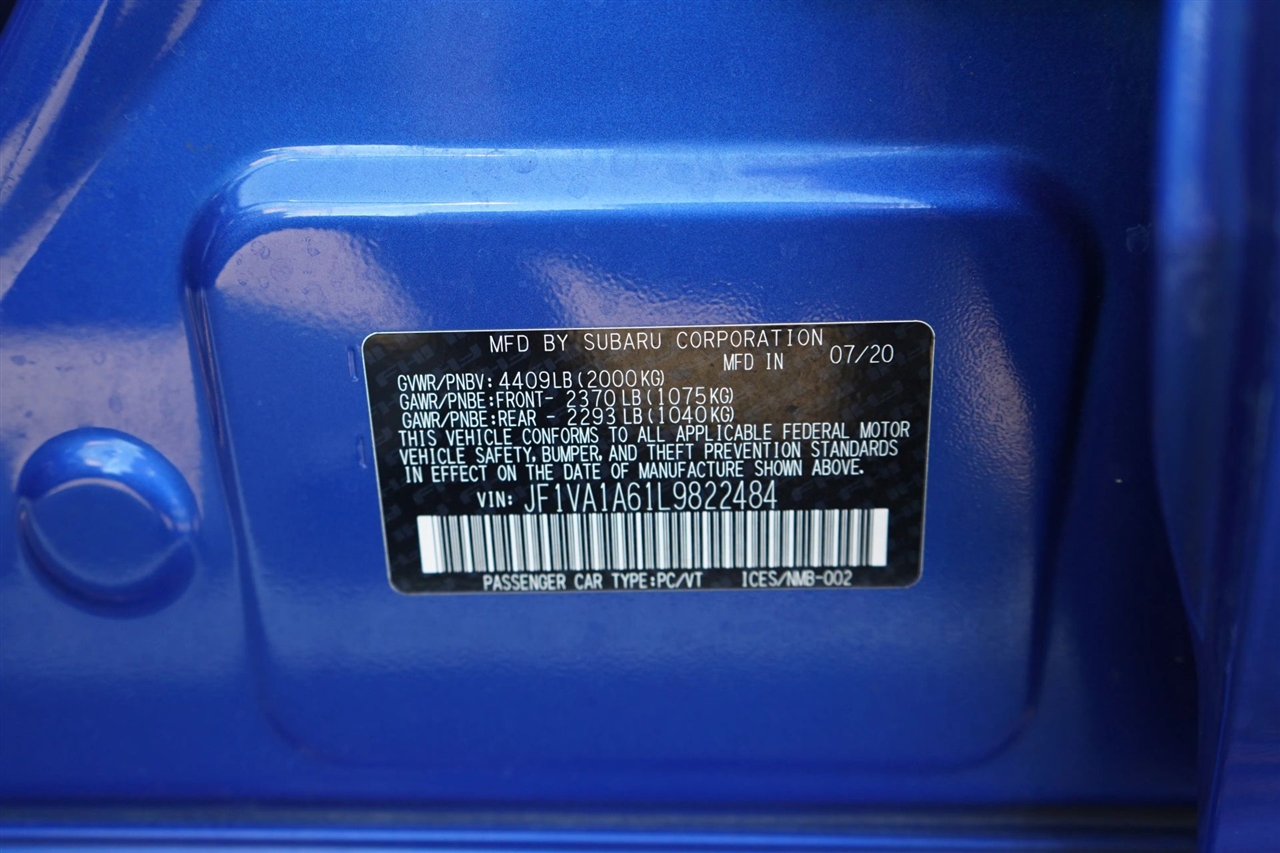 MFD BY SUBARU CORPORATION
MFD IN 07/20
GVWR/PNBV: 4409LB(2000KG)
GAWR/PNBE:FRONT- 2370LB(1075KG)
GAWR/PNBE:REAR - 2293LB(1040KG)
THIS VEHICLE CONFORMS TO ALL APPLICABLE FEDERAL MOTOR
VEHICLE SAFETY, BUMPER, AND THEFT PREVENTION STANDARDS
IN EFFECT ON THE DATE OF MANUFACTURE SHOWN ABOVE.
VIN: JF1VA1A61L9822484
PASSENGER CAR TYPE:PC/VT ICES/NMB-002